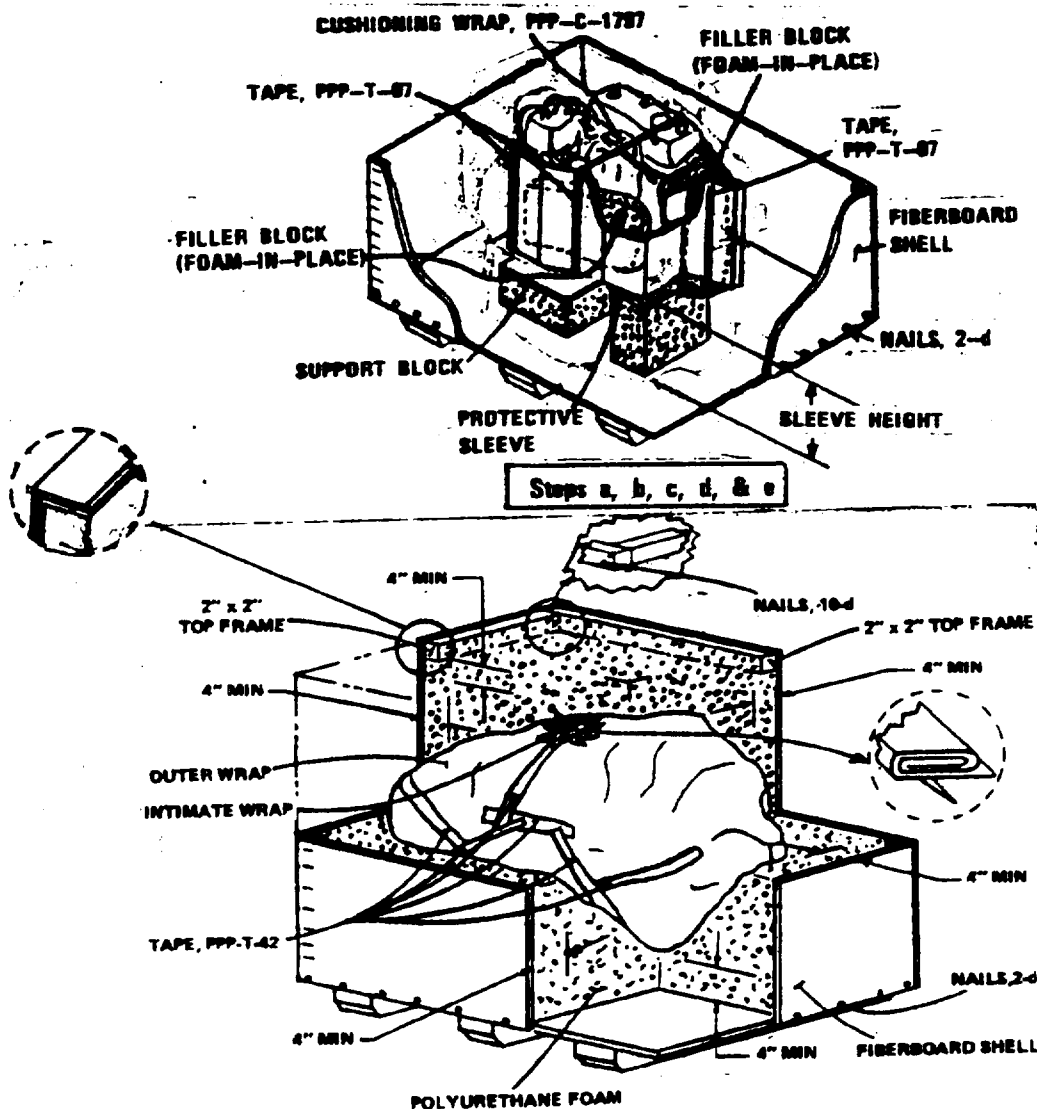 CUSHIONING WRAP, PPP-C-1797
FILLER BLOCK
(FOAM-IN-PLACE)
TAPE, PPP-T-97
TAPE,
PPP-T-97
FIBERBOARD
SHELL
FILLER BLOCK
(FOAM-IN-PLACE)
NAILS, 2-d
SUPPORT BLOCK
SLEEVE HEIGHT
PROTECTIVE
SLEEVE
Steps a, b, c, d, & e
4" MIN
NAILS, 10-d
2" x 2"
TOP FRAME
2" x 2" TOP FRAME
4" MIN
4" MIN
OUTER WRAP
INTIMATE WRAP
4" MIN
TAPE, PPP-T-42
NAILS, 2-d
4" MIN
4" MIN
FIBERBOARD SHELL
POLYURETHANE FOAM